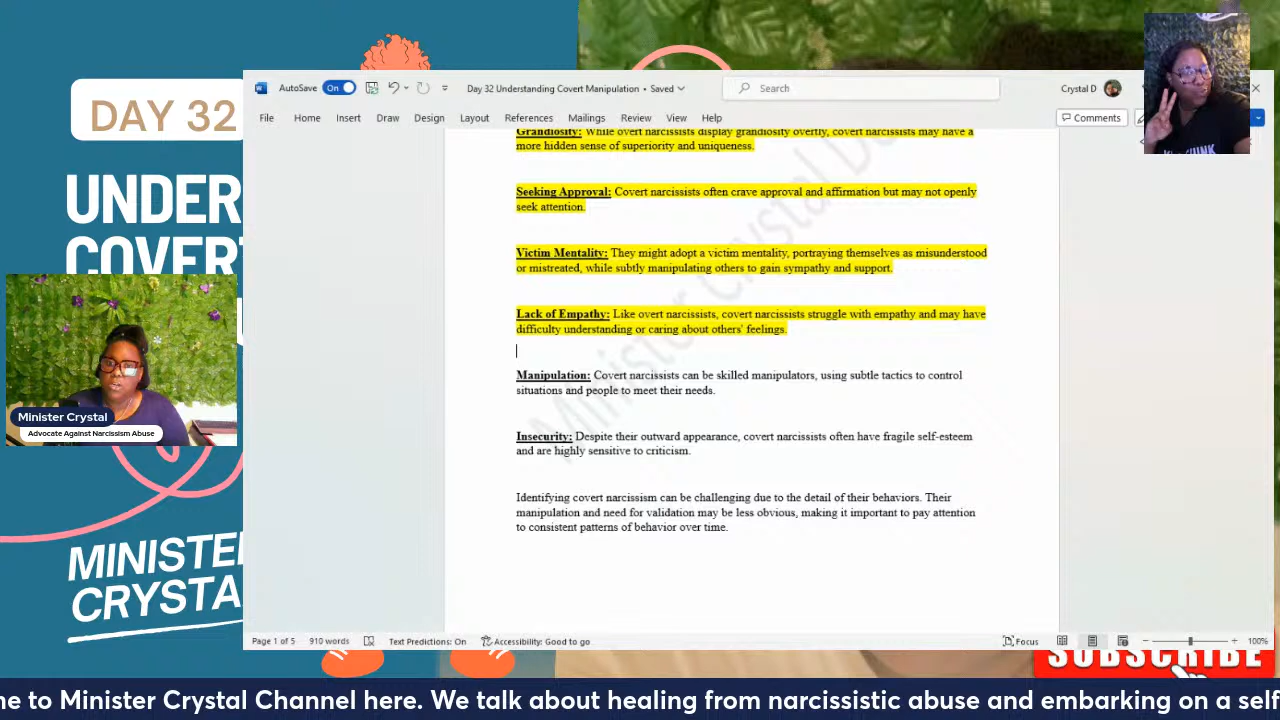 DAY 32
UNDER
COVERT
MINISTE
CRYSTA
Minister Crystal
Advocate Against Narcissism Abuse
AutoSave On
Day 32 Understanding Covert Manipulation • Saved
Search
Crystal D
File Home Insert Draw Design Layout References Mailings Review View Help
Comments
Grandiosity: While overt narcissists display grandiosity overtly, covert narcissists may have a
more hidden sense of superiority and uniqueness.
Seeking Approval: Covert narcissists often crave approval and affirmation but may not openly
seek attention.
Victim Mentality: They might adopt a victim mentality, portraying themselves as misunderstood
or mistreated, while subtly manipulating others to gain sympathy and support.
Lack of Empathy: Like overt narcissists, covert narcissists struggle with empathy and may have
difficulty understanding or caring about others' feelings.
Manipulation: Covert narcissists can be skilled manipulators, using subtle tactics to control
situations and people to meet their needs.
Insecurity: Despite their outward appearance, covert narcissists often have fragile self-esteem
and are highly sensitive to criticism.
Identifying covert narcissism can be challenging due to the detail of their behaviors. Their
manipulation and need for validation may be less obvious, making it important to pay attention
to consistent patterns of behavior over time.
Minister Crystal D
Page 1 of 5 910 words Text Predictions: On Accessibility: Good to go Focus 100%
SUBSCRIBE
ne to Minister Crystal Channel here. We talk about healing from narcissistic abuse and embarking on a self